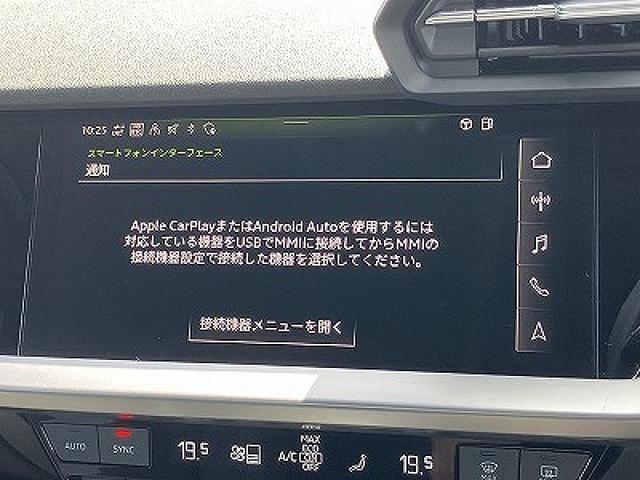 10:25
スマートフォンインターフェース
通知
Apple CarPlayまたはAndroid Autoを使用するには
対応している機器をUSBでMMIに接続してからMMIの
接続機器設定で接続した機器を選択してください。
接続機器メニューを開く
AUTO
SYNC
19.5
A/C
MAX
ECO
ON
OFF
19.5
MAX